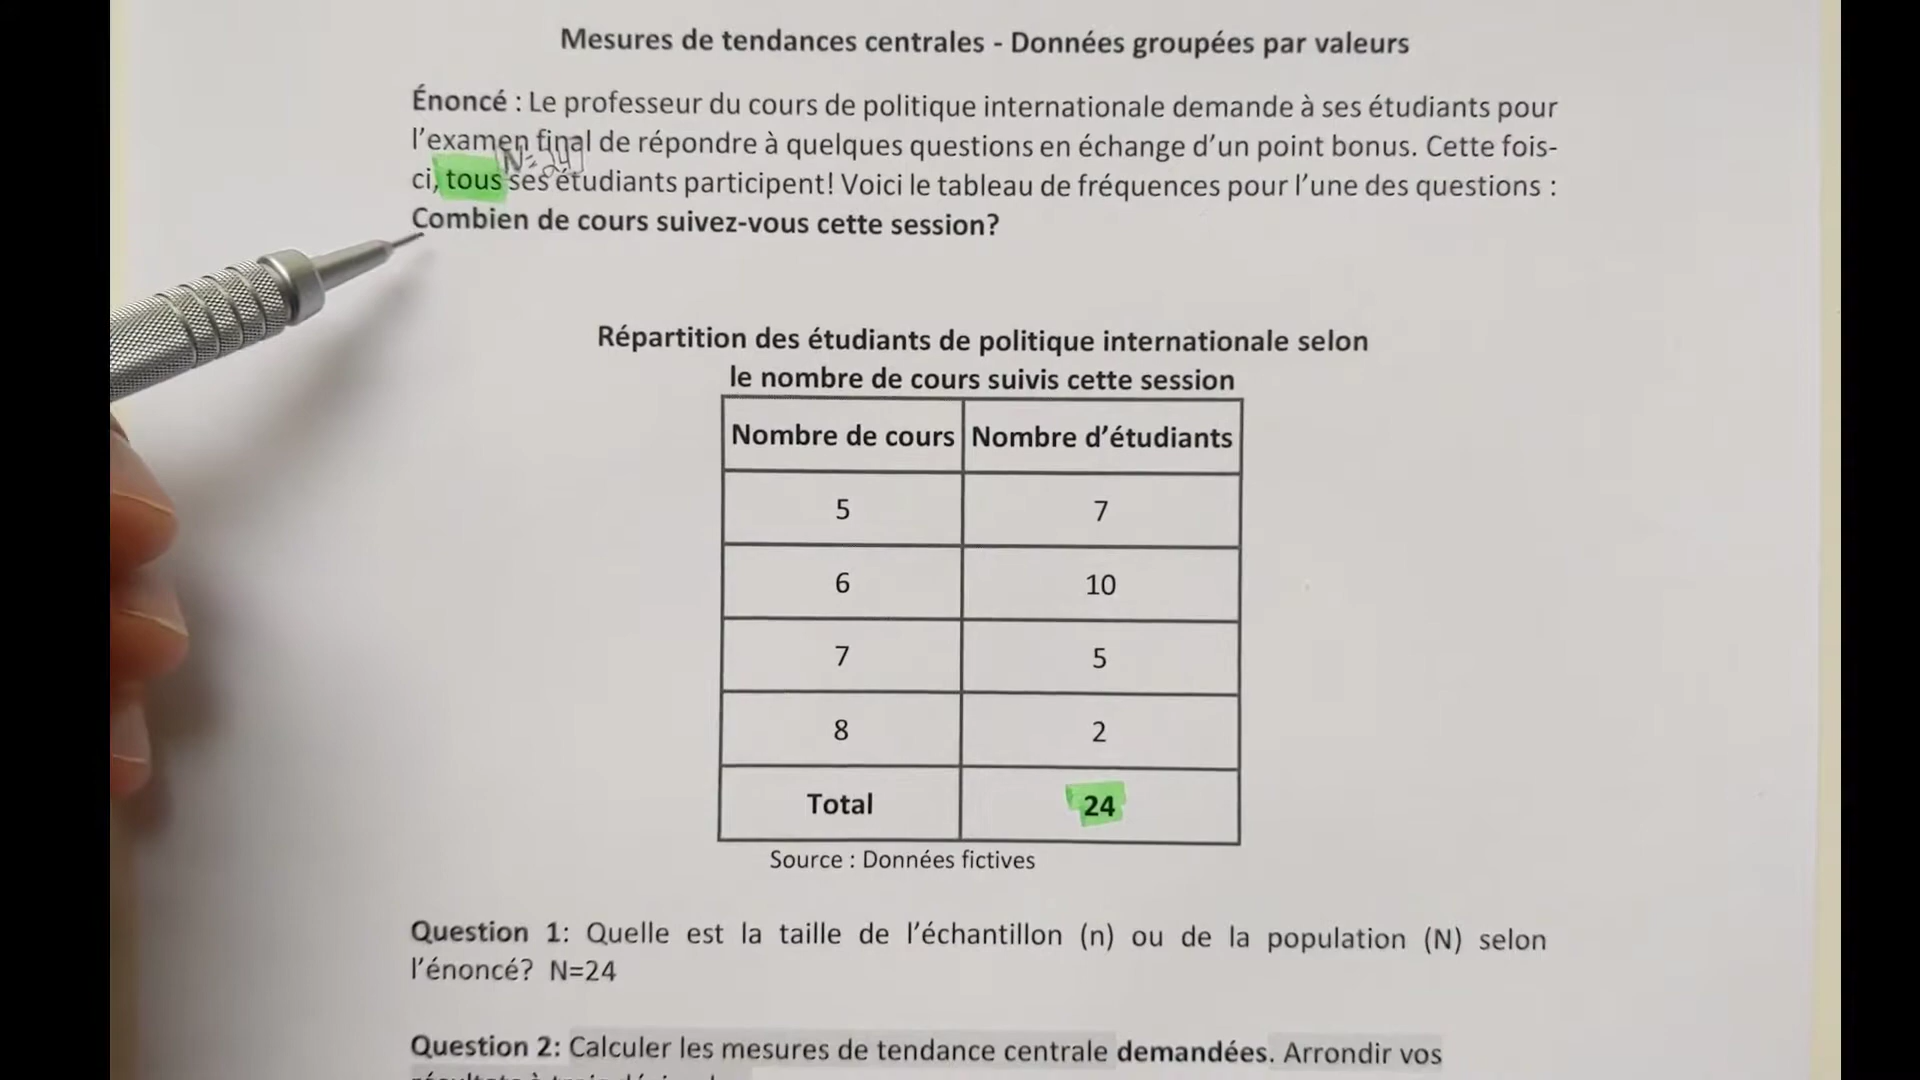 Mesures de tendances centrales - Données groupées par valeurs
Énoncé : Le professeur du cours de politique internationale demande à ses étudiants pour
l'examen final de répondre à quelques questions en échange d'un point bonus. Cette fois-
N=24
ci, tous ses étudiants participent! Voici le tableau de fréquences pour l'une des questions :
Combien de cours suivez-vous cette session?
Répartition des étudiants de politique internationale selon
le nombre de cours suivis cette session
Nombre de cours Nombre d'étudiants
5 7
6 10
7 5
8 2
Total 24
Source : Données fictives
Question 1: Quelle est la taille de l'échantillon (n) ou de la population (N) selon
l'énoncé? N=24
Question 2: Calculer les mesures de tendance centrale demandées. Arrondir vos